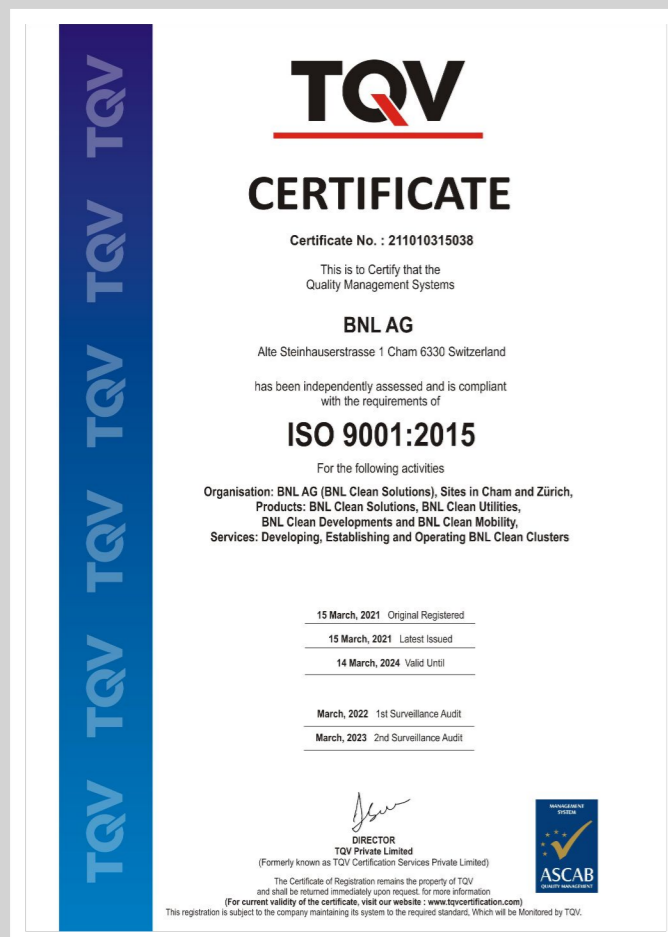 TQV
TQV
TQV
TQV
TQV
TQV
TQV
CERTIFICATE
Certificate No. : 211010315038
This is to Certify that the
Quality Management Systems
BNL AG
Alte Steinhauserstrasse 1 Cham 6330 Switzerland
has been independently assessed and is compliant
with the requirements of
ISO 9001:2015
For the following activities
Organisation: BNL AG (BNL Clean Solutions), Sites in Cham and Zürich,
Products: BNL Clean Solutions, BNL Clean Utilities,
BNL Clean Developments and BNL Clean Mobility,
Services: Developing, Establishing and Operating BNL Clean Clusters
15 March, 2021 Original Registered
15 March, 2021 Latest Issued
14 March, 2024 Valid Until
March, 2022 1st Surveillance Audit
March, 2023 2nd Surveillance Audit
DIRECTOR
TQV Private Limited
(Formerly known as TQV Certification Services Private Limited)
The Certificate of Registration remains the property of TQV
and shall be returned immediately upon request. for more information
(For current validity of the certificate, visit our website : www.tqvcertification.com)
This registration is subject to the company maintaining its system to the required standard, Which will be Monitored by TQV.
MANAGEMENT
SYSTEM
ASCAB
QUALITY MANAGEMENT